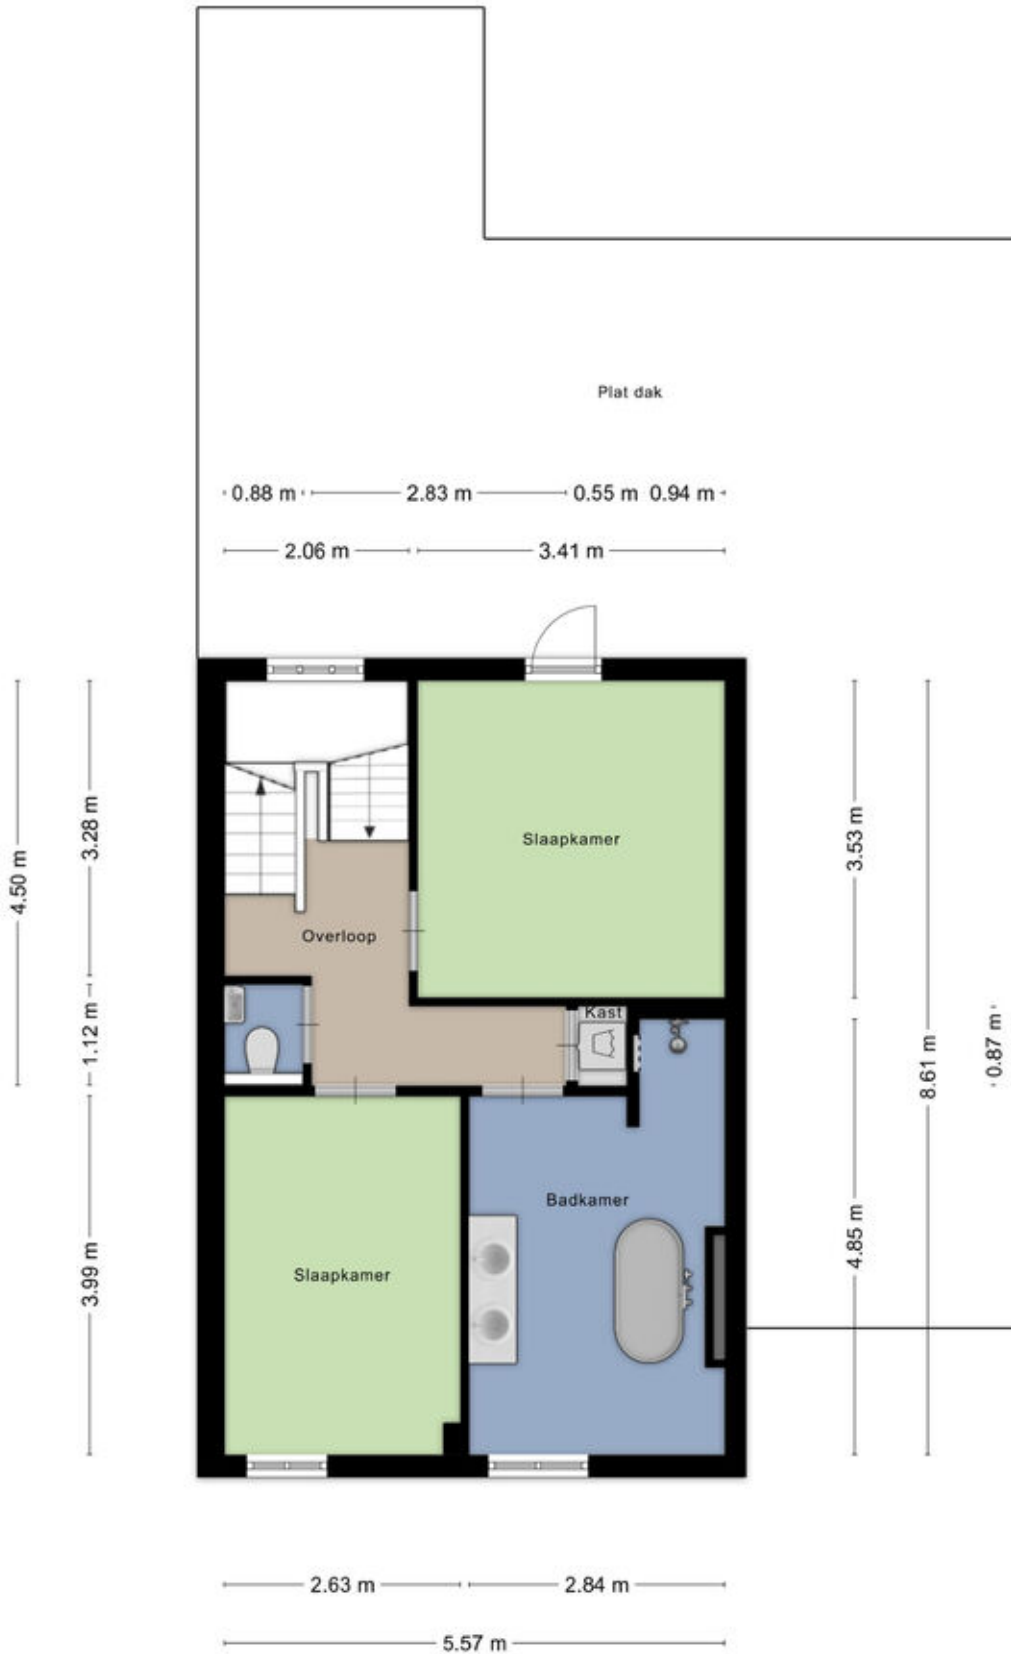 Plat dak
0.88 m
2.83 m
0.55 m
0.94 m
2.06 m
3.41 m
4.50 m
3.28 m
1.12 m
3.99 m
Slaapkamer
Overloop
Kast
Badkamer
Slaapkamer
3.53 m
4.85 m
8.61 m
0.87 m
2.63 m
2.84 m
5.57 m